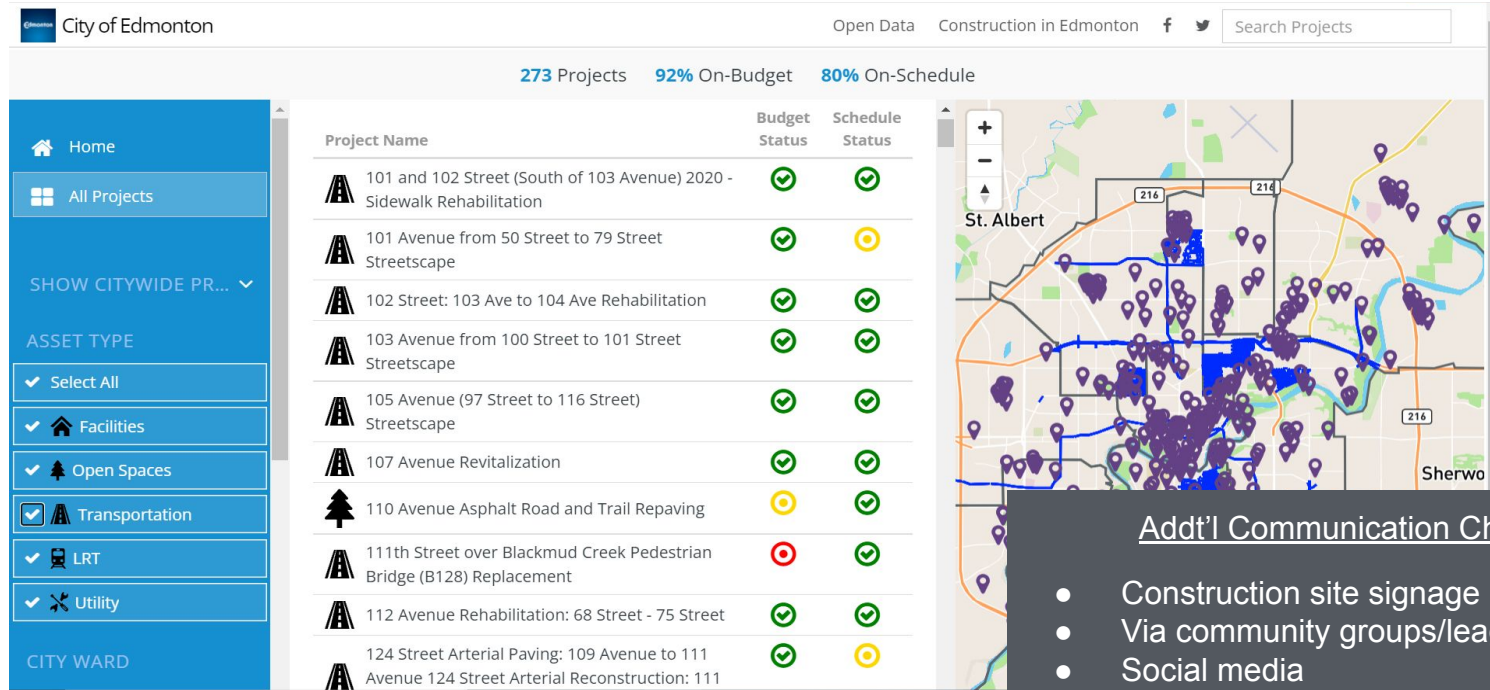 Edmonton City of Edmonton
Open Data Construction in Edmonton f Search Projects
273 Projects 92% On-Budget 80% On-Schedule
Home
All Projects
SHOW CITYWIDE PR...
ASSET TYPE
Select All
Facilities
Open Spaces
Transportation
LRT
Utility
CITY WARD
Project Name Budget Status Schedule Status
101 and 102 Street (South of 103 Avenue) 2020 -
Sidewalk Rehabilitation
101 Avenue from 50 Street to 79 Street
Streetscape
102 Street: 103 Ave to 104 Ave Rehabilitation
103 Avenue from 100 Street to 101 Street
Streetscape
105 Avenue (97 Street to 116 Street)
Streetscape
107 Avenue Revitalization
110 Avenue Asphalt Road and Trail Repaving
111th Street over Blackmud Creek Pedestrian
Bridge (B128) Replacement
112 Avenue Rehabilitation: 68 Street - 75 Street
124 Street Arterial Paving: 109 Avenue to 111
Avenue 124 Street Arterial Reconstruction: 111
+
−
216
216
St. Albert
216
Sherwo
Addt'l Communication Ch
● Construction site signage
● Via community groups/lea
● Social media